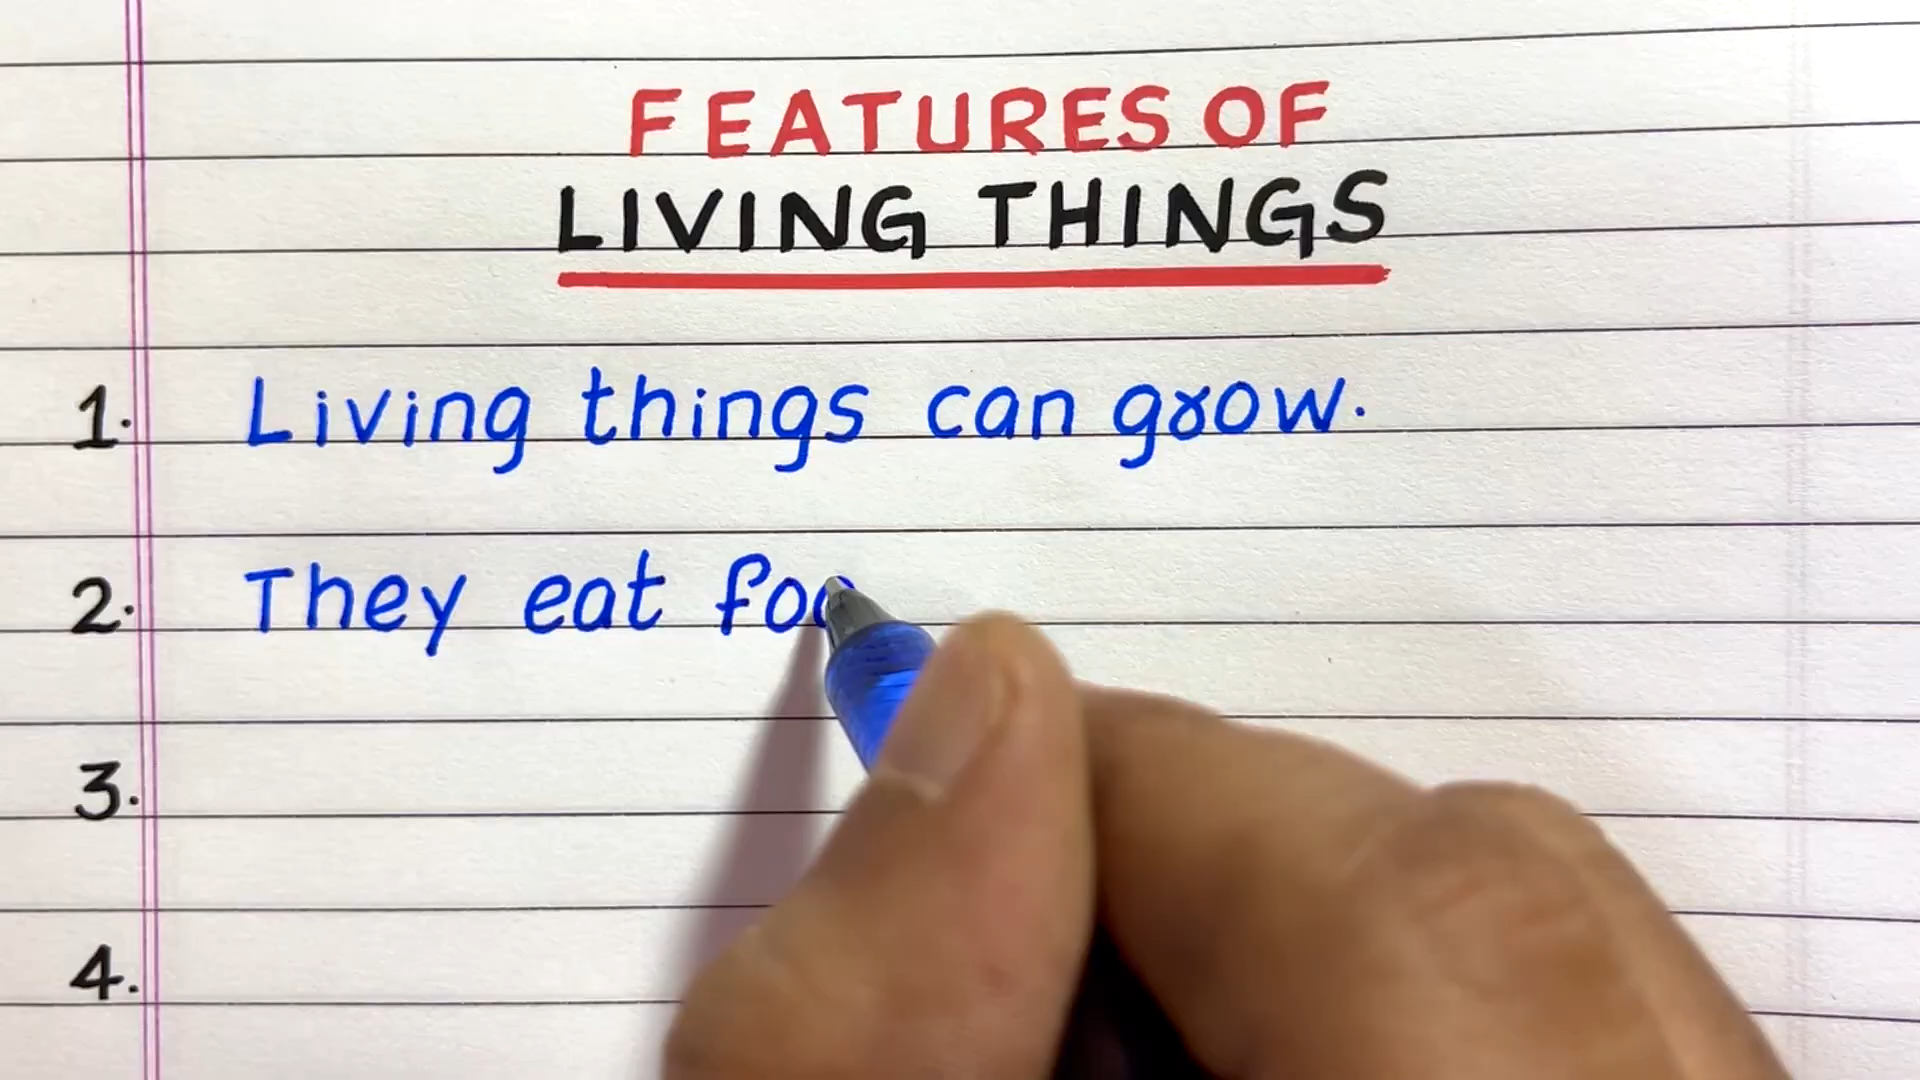 FEATURES OF
LIVING THINGS
1. Living things can grow.
2. They eat foo
3.
4.